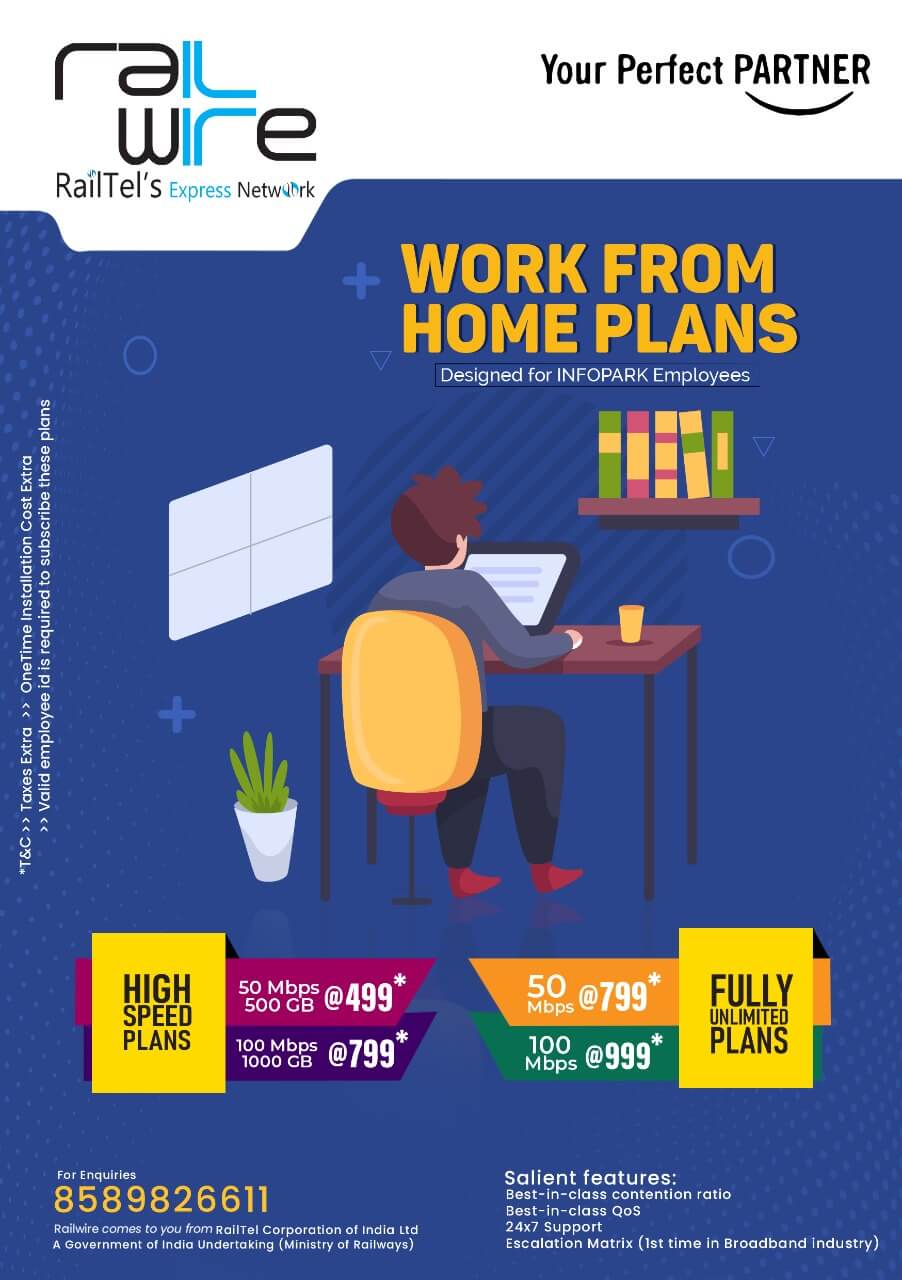 rail
wire
RailTel's Express Network
Your Perfect PARTNER
WORK FROM
HOME PLANS
Designed for INFOPARK Employees
*T&C >> Taxes Extra >> OneTime Installation Cost Extra
>> Valid employee id is required to subscribe these plans
HIGH
SPEED
PLANS
50 Mbps
500 GB @499*
100 Mbps
1000 GB @799*
50
Mbps @799*
100
Mbps @999*
FULLY
UNLIMITED
PLANS
For Enquiries
8589826611
Railwire comes to you from RailTel Corporation of India Ltd
A Government of India Undertaking (Ministry of Railways)
Salient features:
Best-in-class contention ratio
Best-in-class QoS
24x7 Support
Escalation Matrix (1st time in Broadband industry)